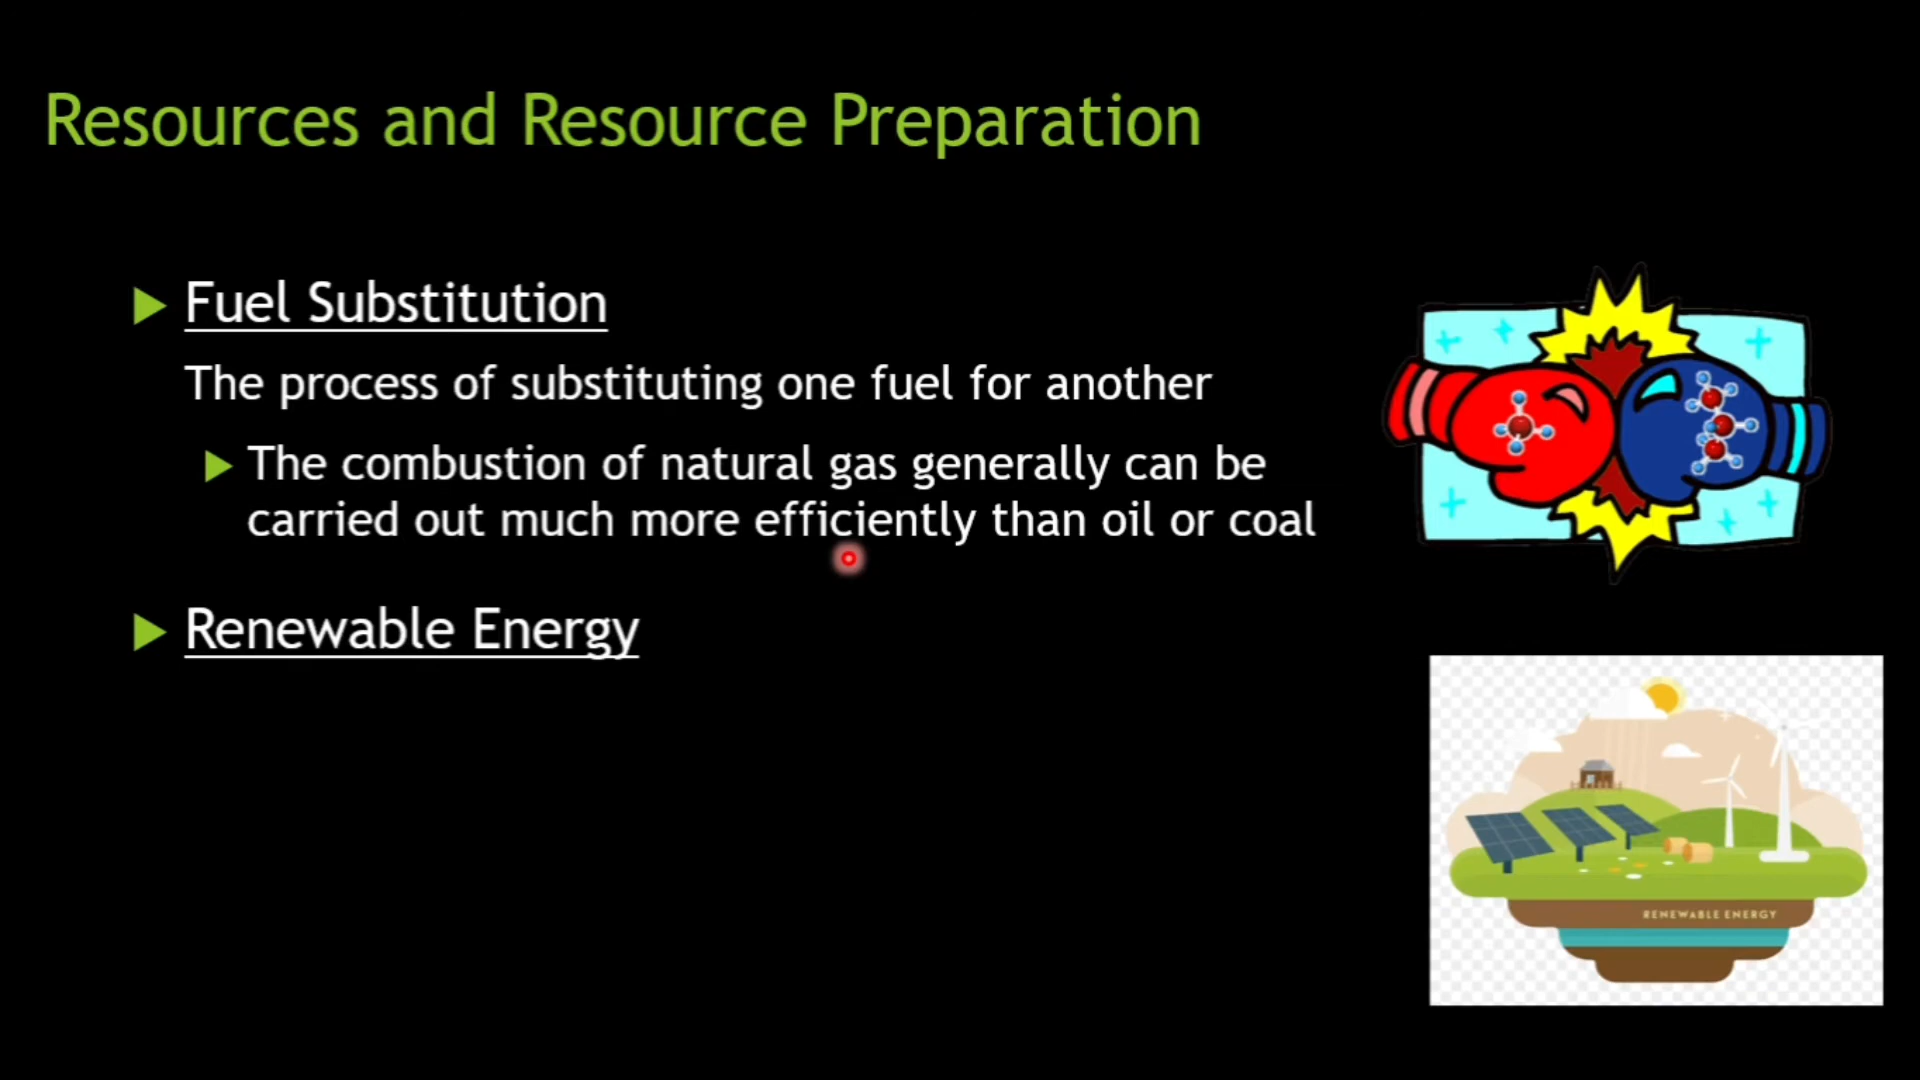 Resources and Resource Preparation
Fuel Substitution
The process of substituting one fuel for another
The combustion of natural gas generally can be
carried out much more efficiently than oil or coal
Renewable Energy
RENEWABLE ENERGY